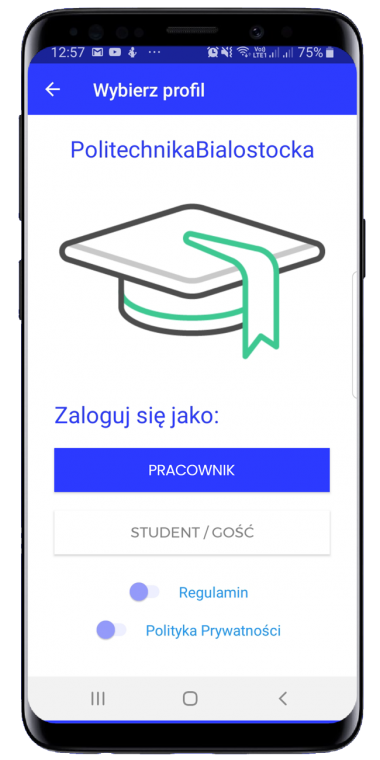 12:57 ... 75%
Wybierz profil
PolitechnikaBialostocka
Zaloguj się jako:
PRACOWNIK
STUDENT / GOŚĆ
Regulamin
Polityka Prywatności